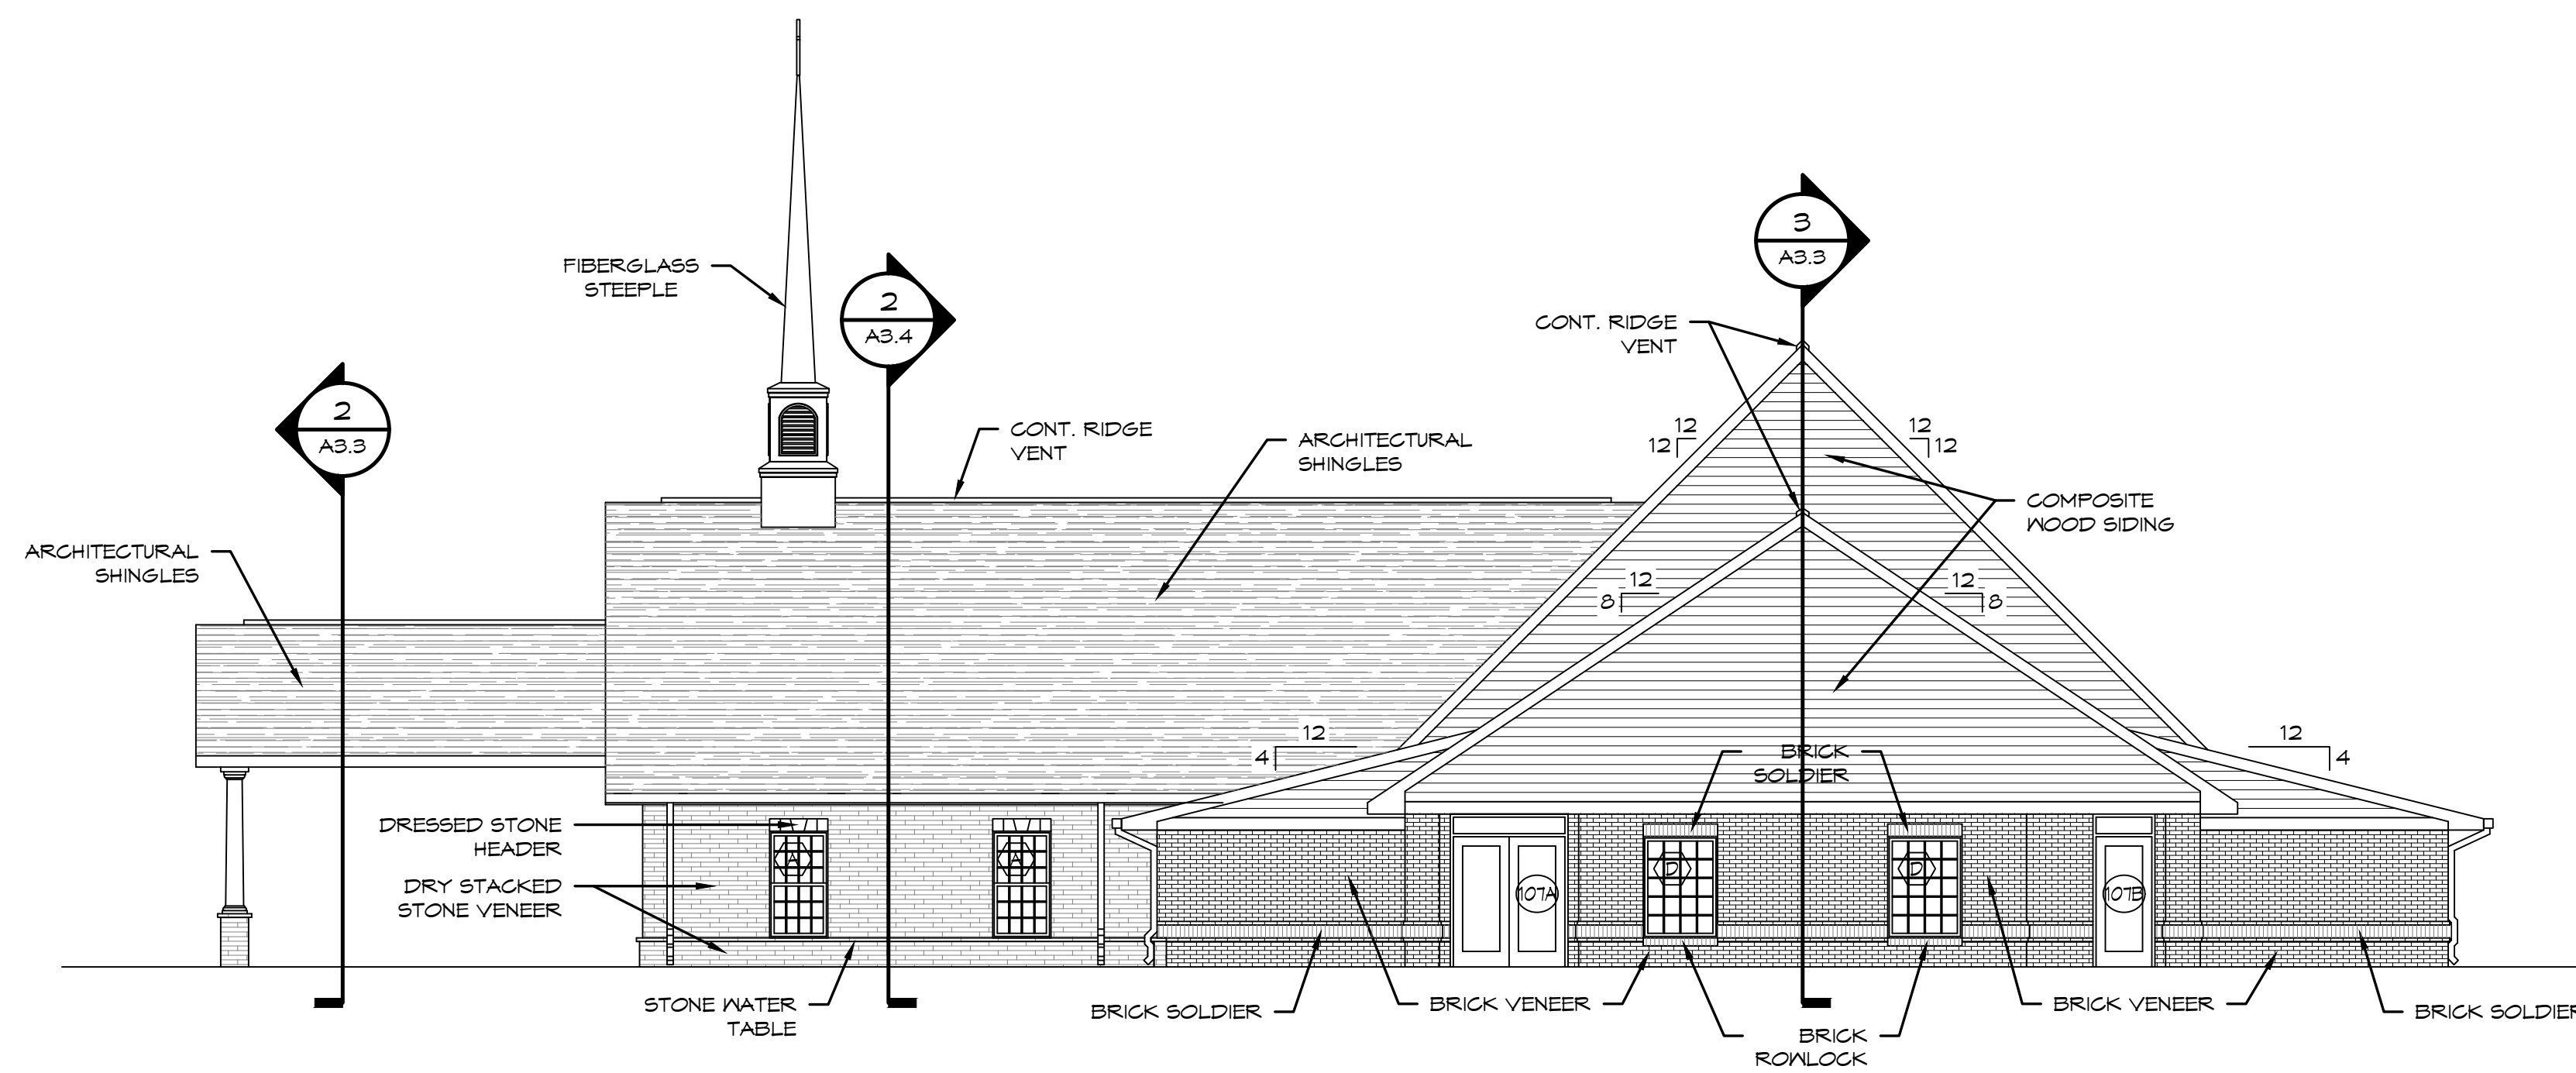 3
A3.3
FIBERGLASS
STEEPLE
2
A3.4
CONT. RIDGE
VENT
2
A3.3
CONT. RIDGE
VENT
ARCHITECTURAL
SHINGLES
12
12
12
12
COMPOSITE
WOOD SIDING
ARCHITECTURAL
SHINGLES
12
8
12
8
12
4
12
4
BRICK
SOLDIER
DRESSED STONE
HEADER
A
A
D
D
DRY STACKED
STONE VENEER
107A
107B
STONE WATER
TABLE
BRICK SOLDIER
BRICK VENEER
BRICK VENEER
BRICK SOLDIER
BRICK
ROWLOCK